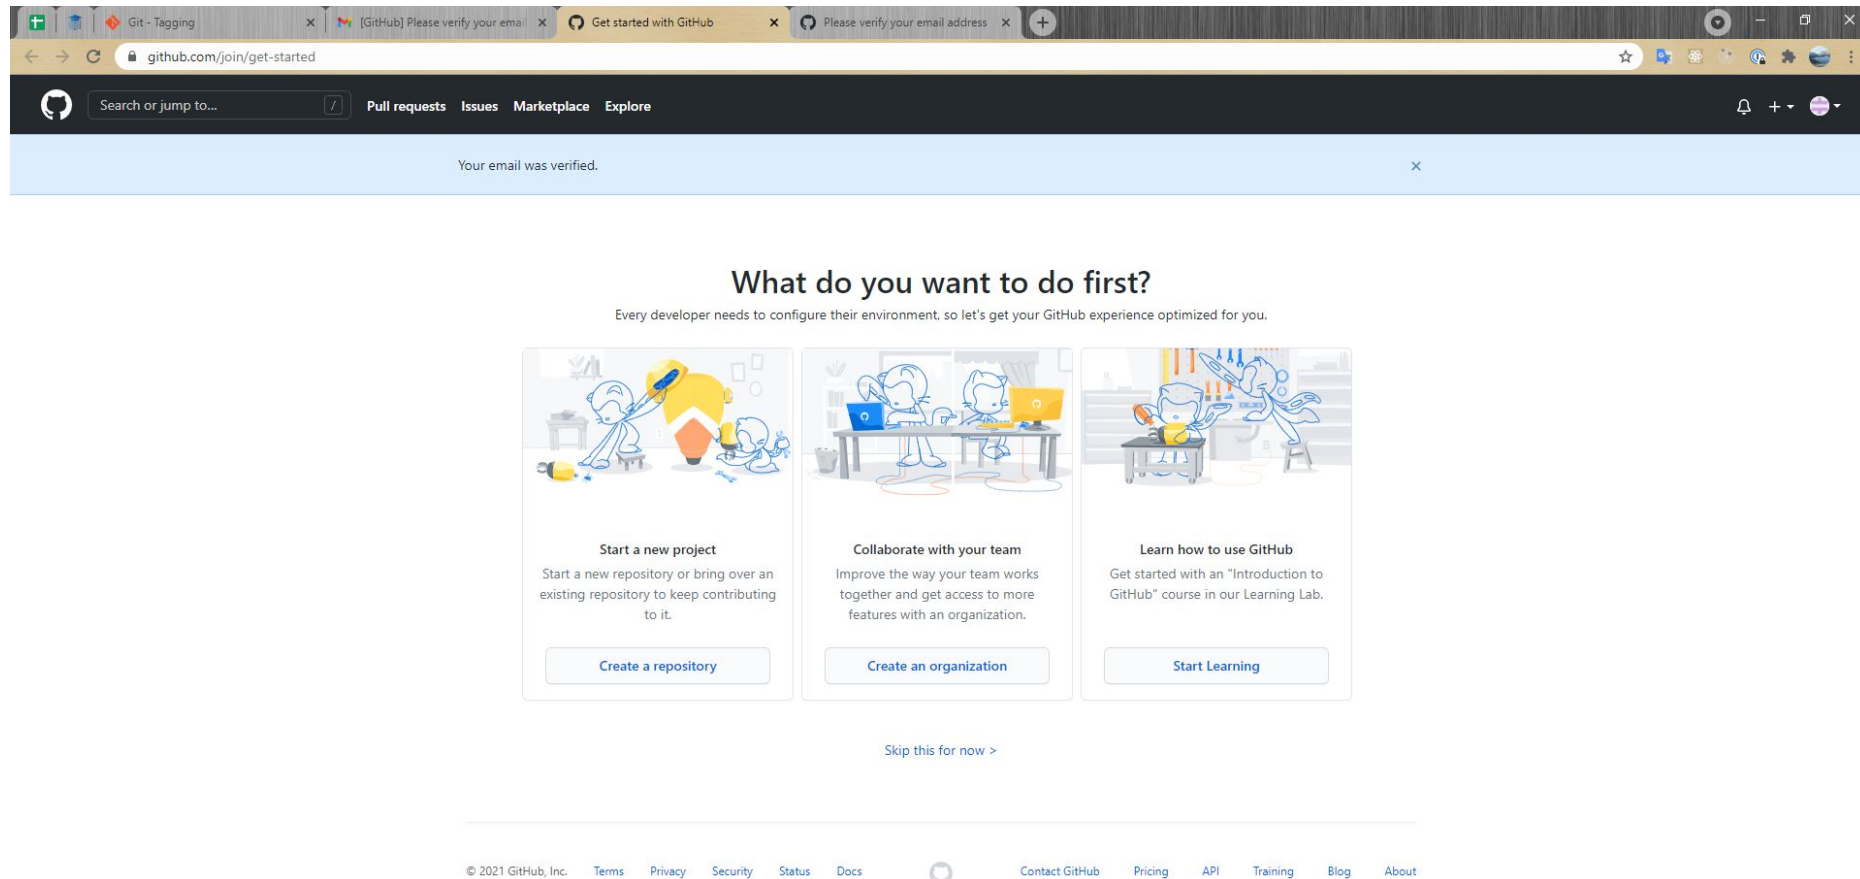 Git - Tagging
[GitHub] Please verify your emai
Get started with GitHub
Please verify your email address
github.com/join/get-started
Search or jump to...
/
Pull requests
Issues
Marketplace
Explore
Your email was verified.
What do you want to do first?
Every developer needs to configure their environment, so let's get your GitHub experience optimized for you.
Start a new project
Start a new repository or bring over an
existing repository to keep contributing
to it.
Create a repository
Collaborate with your team
Improve the way your team works
together and get access to more
features with an organization.
Create an organization
Learn how to use GitHub
Get started with an "Introduction to
GitHub" course in our Learning Lab.
Start Learning
Skip this for now >
© 2021 GitHub, Inc.
Terms
Privacy
Security
Status
Docs
Contact GitHub
Pricing
API
Training
Blog
About